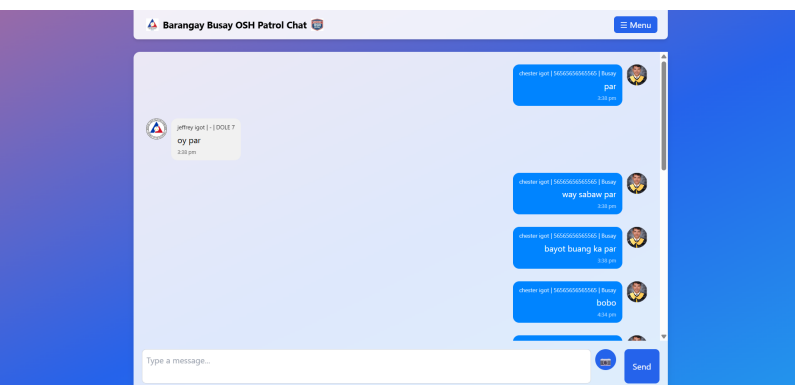 Barangay Busay OSH Patrol Chat
☰ Menu
chester igot | 56565656565565 | Busay
par
3:38 pm
jeffrey igot | - | DOLE 7
oy par
3:38 pm
chester igot | 56565656565565 | Busay
way sabaw par
3:38 pm
chester igot | 56565656565565 | Busay
bayot buang ka par
3:38 pm
chester igot | 56565656565565 | Busay
bobo
4:04 pm
Type a message...
Send